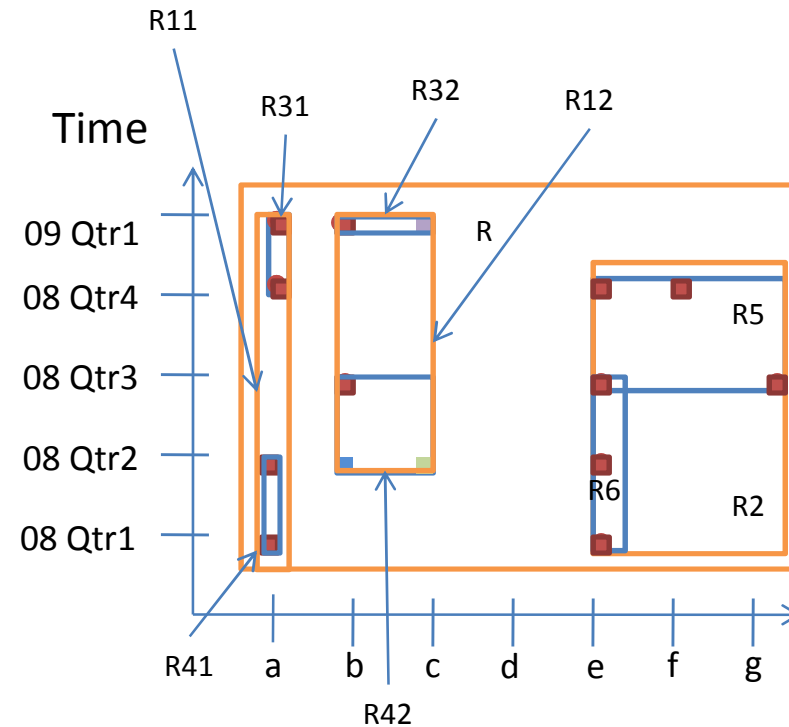 R11
R31
R32
R12
Time
09 Qtr1
R
08 Qtr4
R5
08 Qtr3
08 Qtr2
R6
R2
08 Qtr1
R41
a
b
c
d
e
f
g
R42